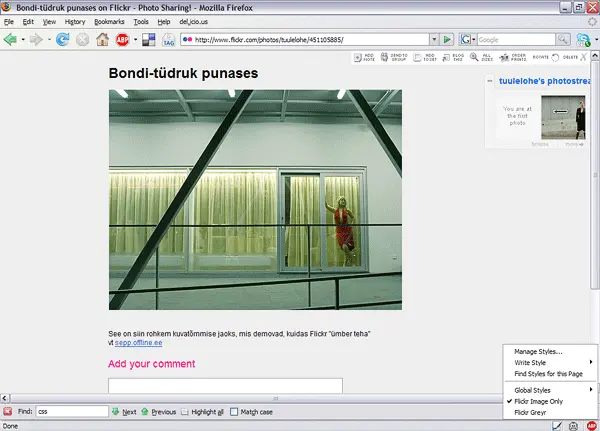 Bondi-tüdruk punases on Flickr - Photo Sharing! - Mozilla Firefox
File Edit View History Bookmarks Tools Help del.icio.us
ABP TAG http://www.flickr.com/photos/tuulelohe/451105885/ G Google
ADD NOTE SEND TO GROUP ADD TO SET BLOG THIS ALL SIZES ORDER PRINTS ROTATE DELETE
Bondi-tüdruk punases
tuulelohe's photostrea
You are at the first photo
browse more
See on siin rohkem kuvatõmmise jaoks, mis demovad, kuidas Flickr "ümber teha"
vt sepp.offline.ee
Add your comment
Manage Styles...
Write Style
Find Styles for this Page
Global Styles
Flickr Image Only
Flickr Greyr
Find: css Next Previous Highlight all Match case
Done ABP